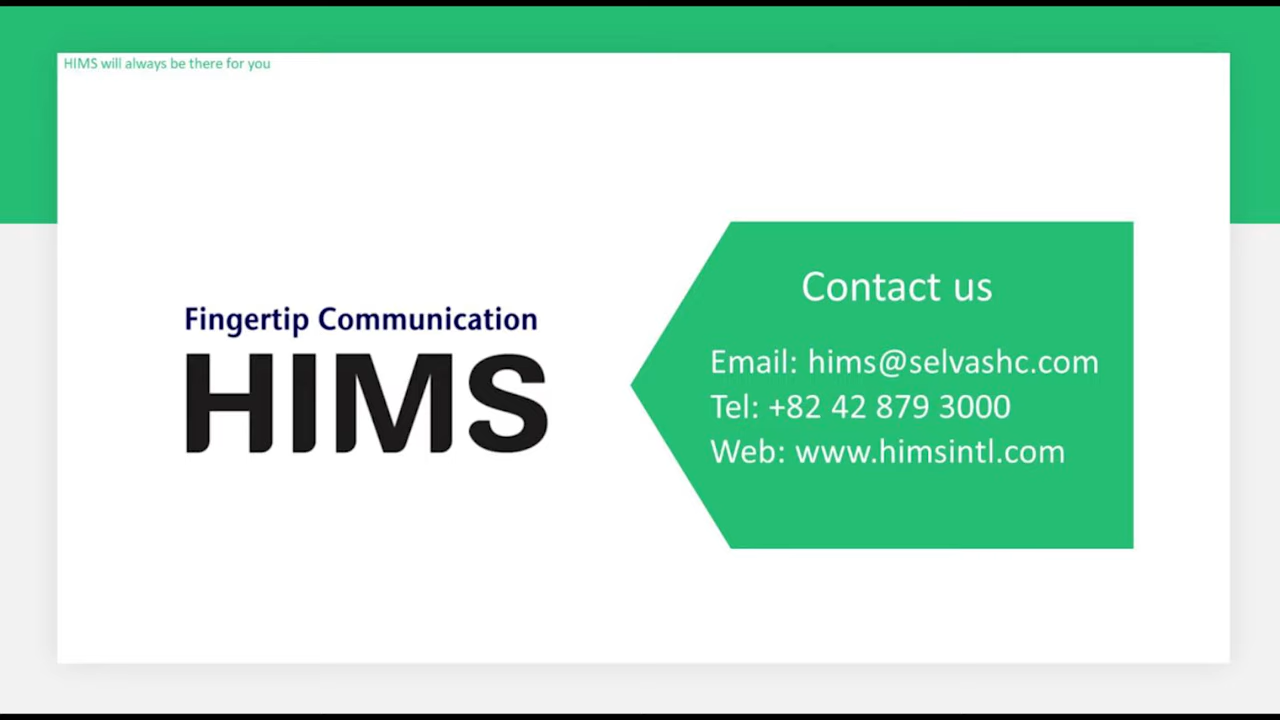 HIMS will always be there for you
Fingertip Communication
HIMS
Contact us
Email: hims@selvashc.com
Tel: +82 42 879 3000
Web: www.himsintl.com